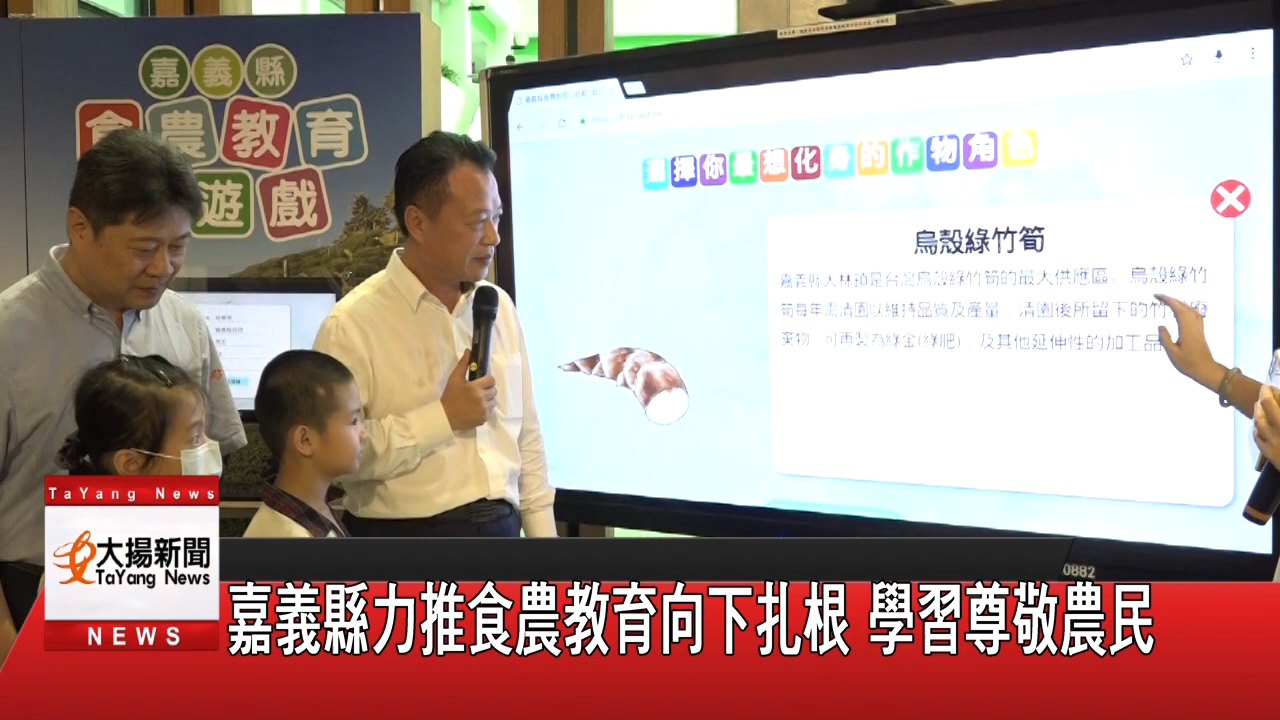 嘉義縣
食農教育
遊戲
選擇你最想化身的作物角色
烏殼綠竹筍
嘉義縣大林鎮是台灣烏殼綠竹筍的最大供應區。烏殼綠竹
筍每年需清園以維持品質及產量，清園後所留下的竹
棄物 可再製為綠金(綠肥) 及其他延伸性的加工品
0882
TaYang News
大揚新聞
TaYang News
NEWS
嘉義縣力推食農教育向下扎根 學習尊敬農民